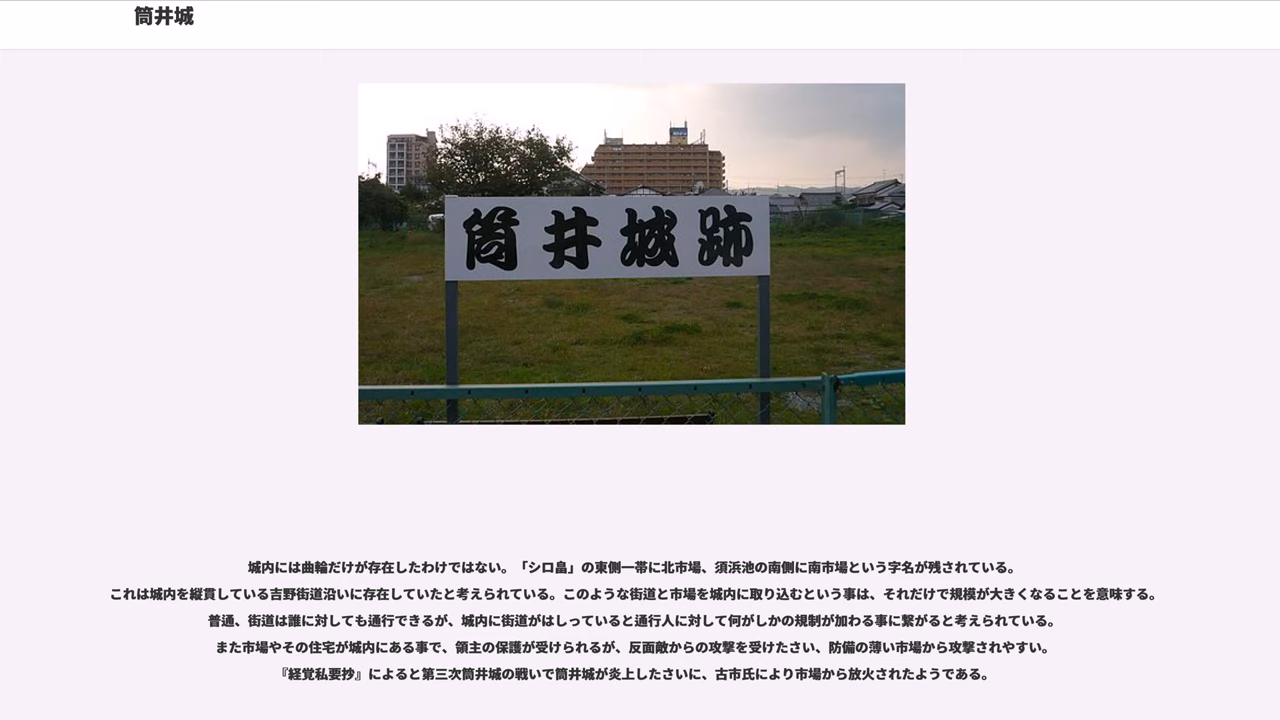 筒井城
筒井城跡
城内には曲輪だけが存在したわけではない。「シロ畠」の東側一帯に北市場、須浜池の南側に南市場という字名が残されている。
これは城内を縦貫している吉野街道沿いに存在していたと考えられている。このような街道と市場を城内に取り込むという事は、それだけで規模が大きくなることを意味する。
普通、街道は誰に対しても通行できるが、城内に街道がはしっていると通行人に対して何がしかの規制が加わる事に繋がると考えられている。
また市場やその住宅が城内にある事で、領主の保護が受けられるが、反面敵からの攻撃を受けたさい、防備の薄い市場から攻撃されやすい。
『経覚私要抄』によると第三次筒井城の戦いで筒井城が炎上したさいに、古市氏により市場から放火されたようである。